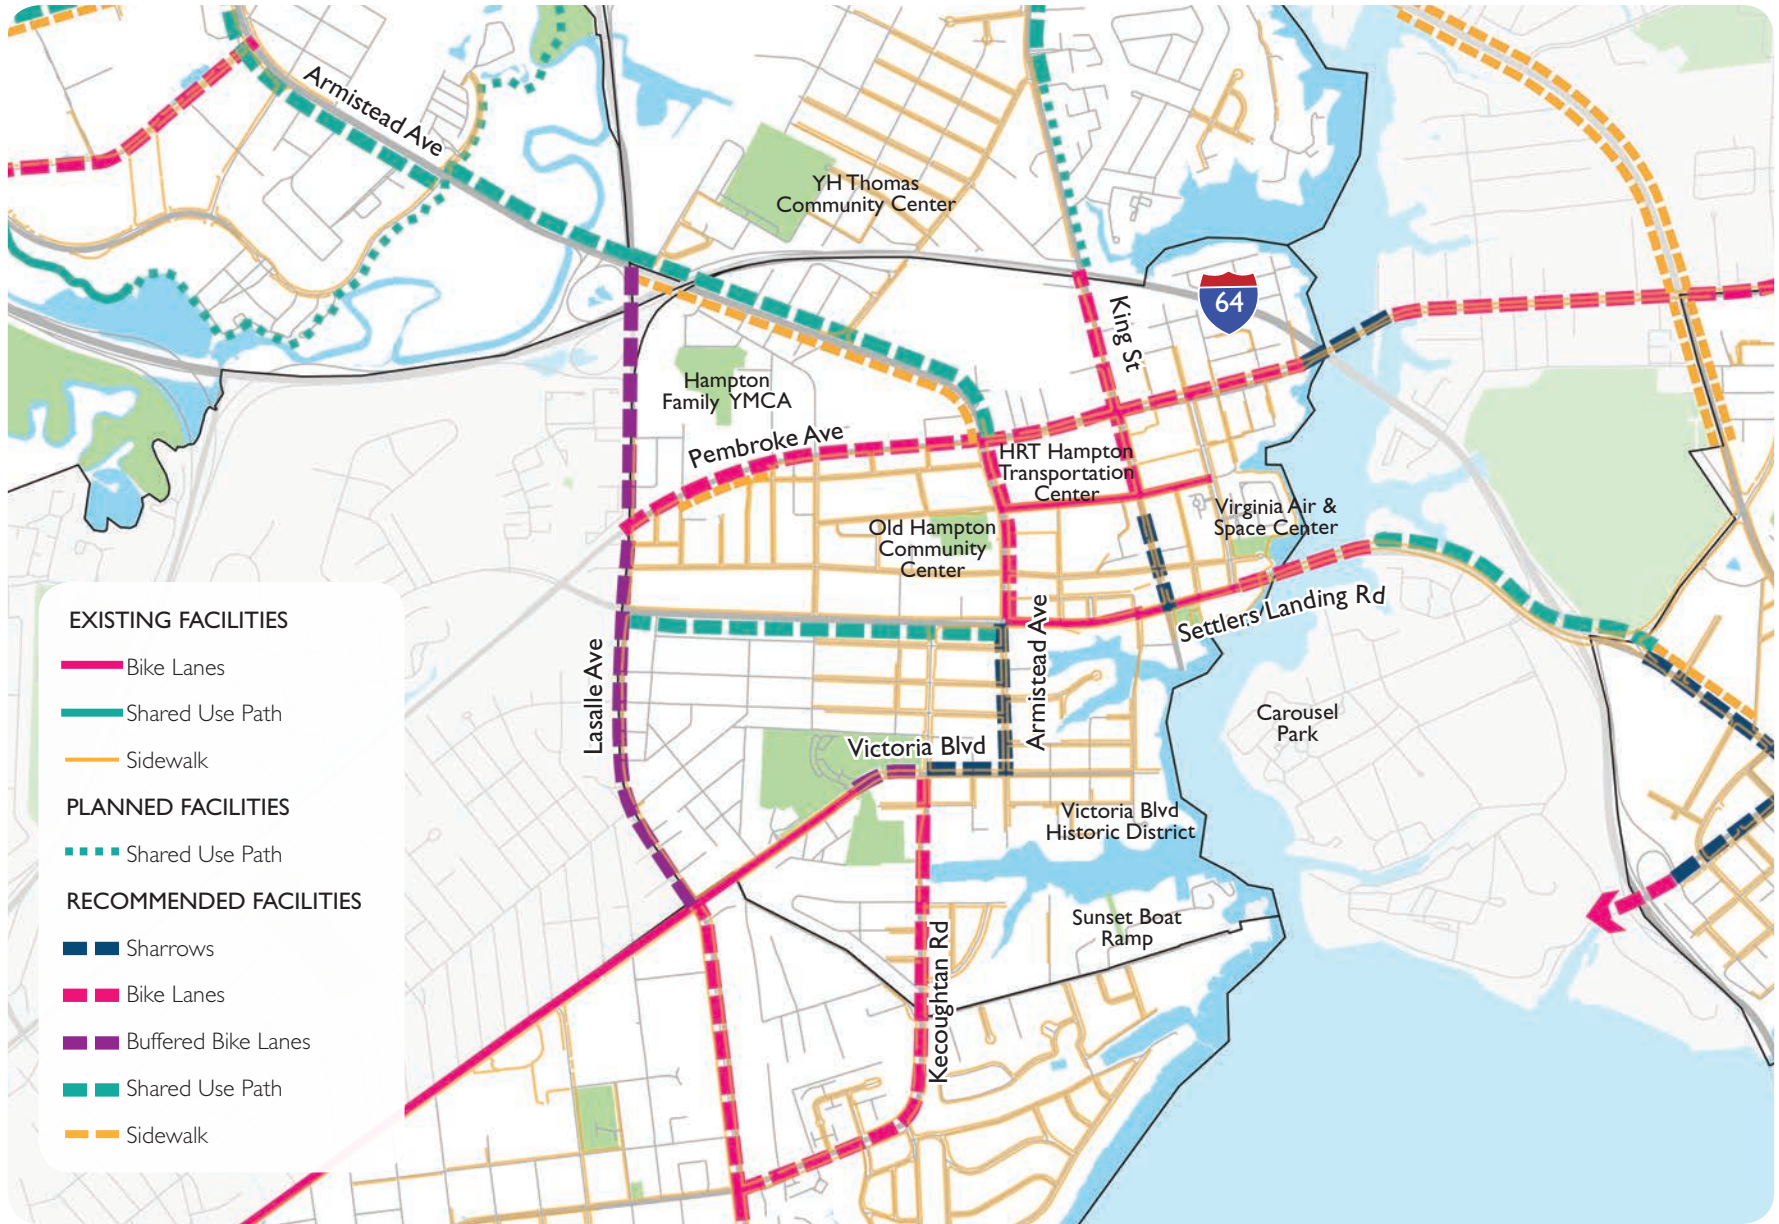 Armistead Ave
YH Thomas
Community Center
64
King St
Hampton
Family YMCA
Pembroke Ave
HRT Hampton
Transportation
Center
Virginia Air &
Space Center
Old Hampton
Community
Center
Settlers Landing Rd
Armistead Ave
Lasalle Ave
Carousel
Park
Victoria Blvd
Victoria Blvd
Historic District
Sunset Boat
Ramp
Kecoughtan Rd
EXISTING FACILITIES
Bike Lanes
Shared Use Path
Sidewalk
PLANNED FACILITIES
Shared Use Path
RECOMMENDED FACILITIES
Sharrows
Bike Lanes
Buffered Bike Lanes
Shared Use Path
Sidewalk